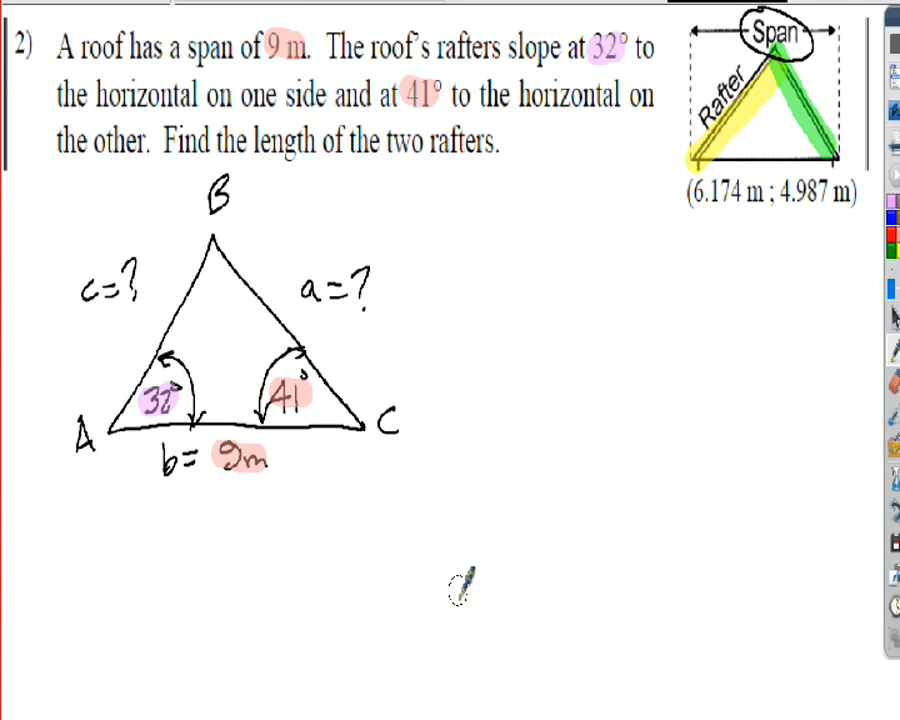 2) A roof has a span of 9 m. The roof's rafters slope at 32° to
the horizontal on one side and at 41° to the horizontal on
the other. Find the length of the two rafters.
Span
Rafter
(6.174 m ; 4.987 m)
B
c=?
a=?
32°
41°
A
C
b= 9m